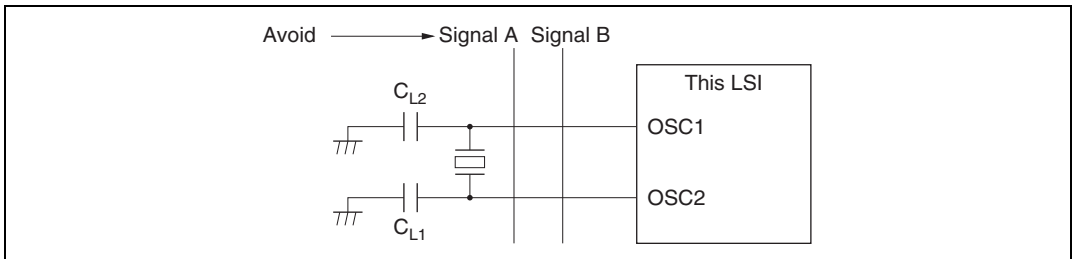 Avoid Signal A Signal B
This LSI
CL2
OSC1
OSC2
CL1